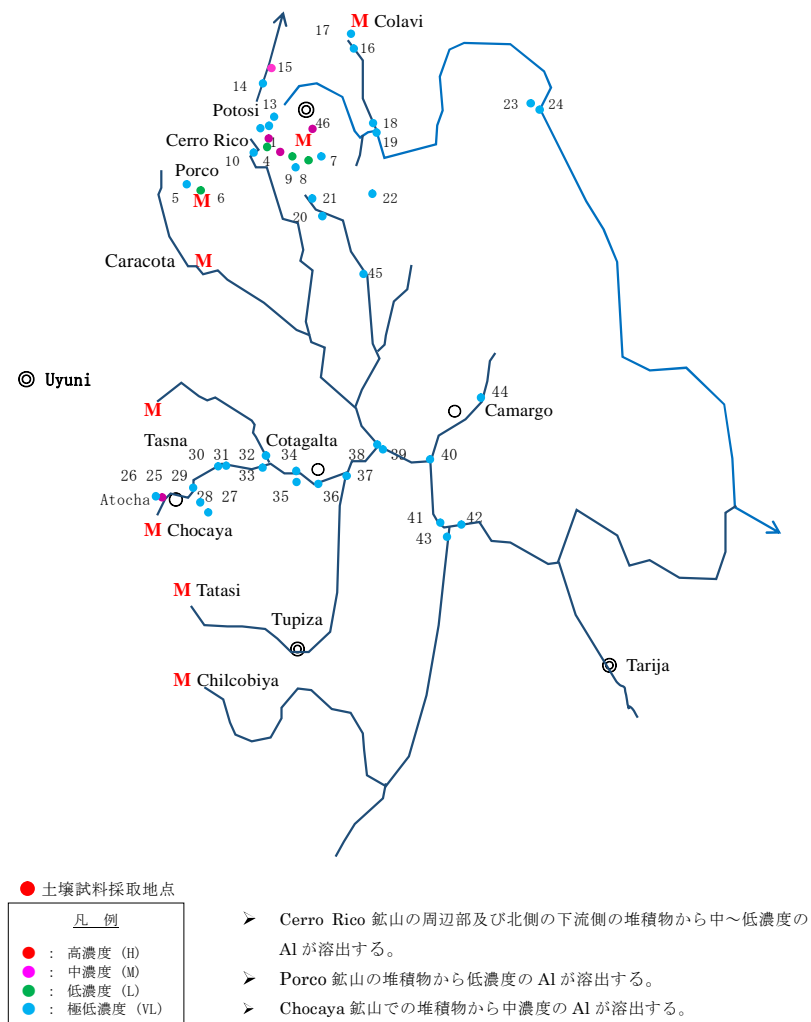 17
M Colavi
16
15
14
13
Potosi
46
18
23
24
Cerro Rico
1
M
19
10
4
7
Porco
9
8
5
M
6
21
22
20
Caracota
M
45
Uyuni
44
M
Camargo
Tasna
Cotagalta
30
31
32
34
38
39
40
26
25
29
33
37
Atocha
28
27
35
36
M Chocaya
41
42
43
M Tatasi
Tupiza
Tarija
M Chilcobiya
土壌試料採取地点
凡 例
: 高濃度 (H)
: 中濃度 (M)
: 低濃度 (L)
: 極低濃度 (VL)
➢ Cerro Rico 鉱山の周辺部及び北側の下流側の堆積物から中～低濃度の
Al が溶出する。
➢ Porco 鉱山の堆積物から低濃度の Al が溶出する。
➢ Chocaya 鉱山での堆積物から中濃度の Al が溶出する。